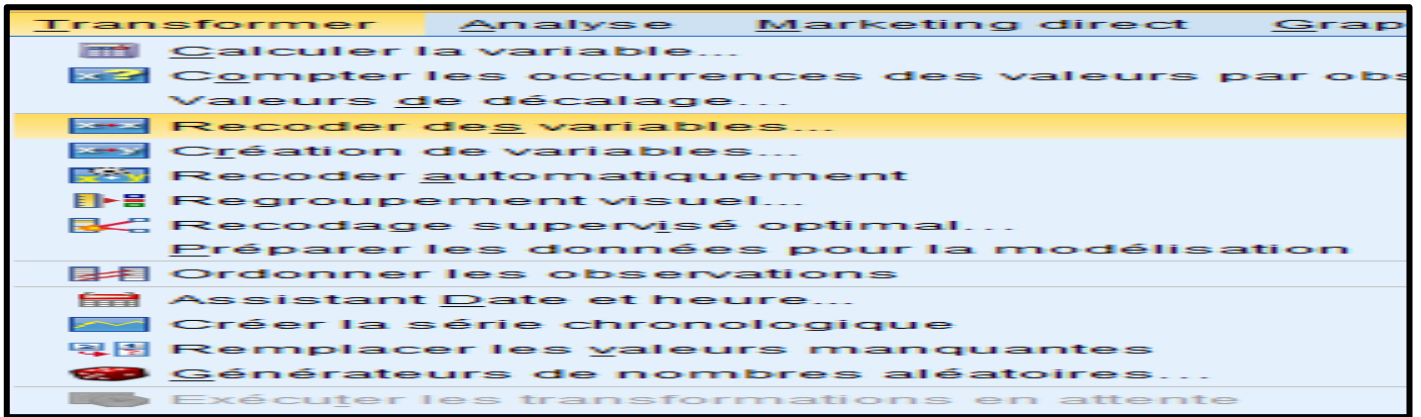 Transformer Analyse Marketing direct Grap
Calculer la variable...
Compter les occurrences des valeurs par obs
Valeurs de décalage...
Recoder des variables...
Création de variables...
Recoder automatiquement
Regroupement visuel...
Recodage supervisé optimal...
Préparer les données pour la modélisation
Ordonner les observations
Assistant Date et heure...
Créer la série chronologique
Remplacer les valeurs manquantes
Générateurs de nombres aléatoires...
Exécuter les transformations en attente